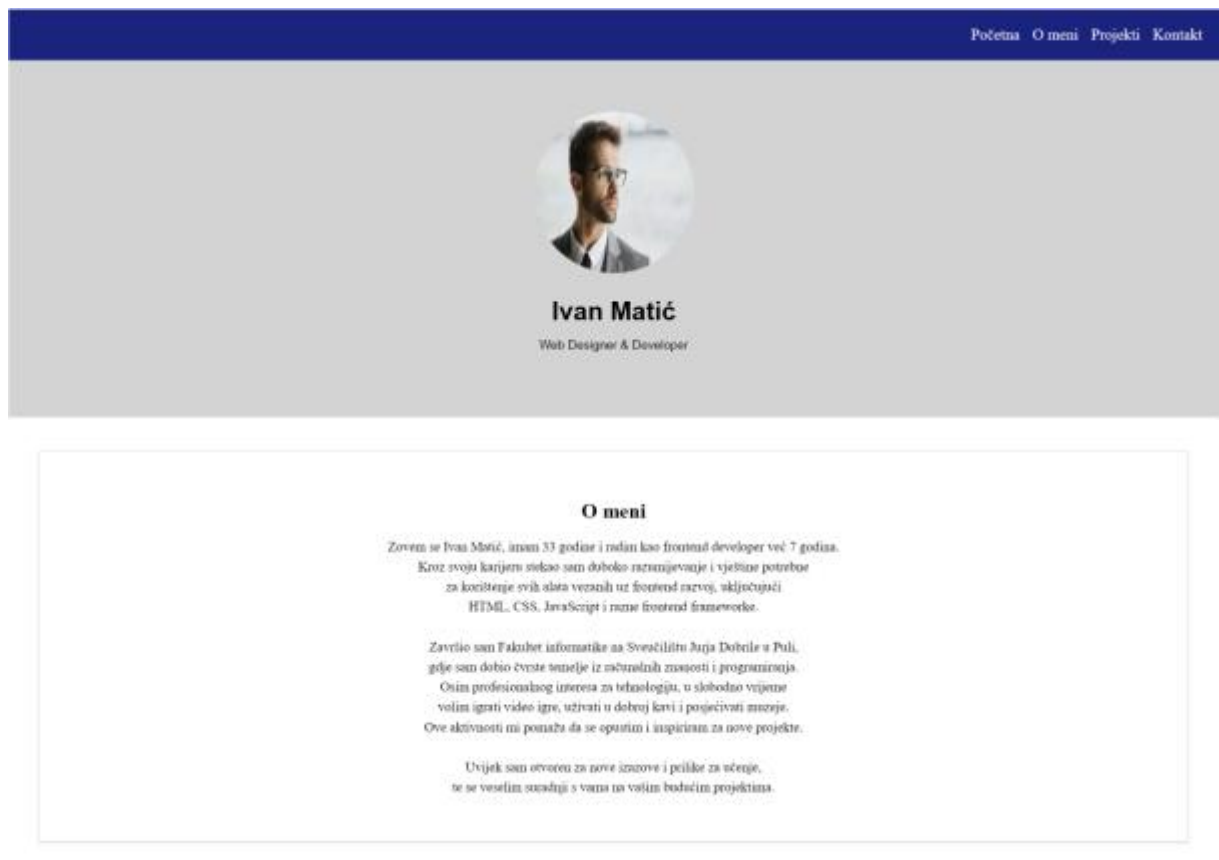 Početna O meni Projekti Kontakt
Ivan Matić
Web Designer & Developer
O meni
Zovem se Ivan Matić, imam 33 godine i radim kao frontend developer već 7 godina.
Kroz svoju karijeru stekao sam duboko razumijevanje i vještine potrebne
za korištenje svih alata vezanih uz frontend razvoj, uključujući
HTML, CSS, JavaScript i razne frontend frameworke.
Završio sam Fakultet informatike na Sveučilištu Jurja Dobrile u Puli,
gdje sam dobio čvrste temelje iz računalnih znanosti i programiranja.
Osim profesionalnog interesa za tehnologiju, u slobodno vrijeme
volim igrati video igre, uživati u dobroj kavi i posjećivati muzeje.
Ove aktivnosti mi pomažu da se opustim i inspiriram za nove projekte.
Uvijek sam otvoren za nove izazove i prilike za učenje,
te se veselim suradnji s vama na vašim budućim projektima.